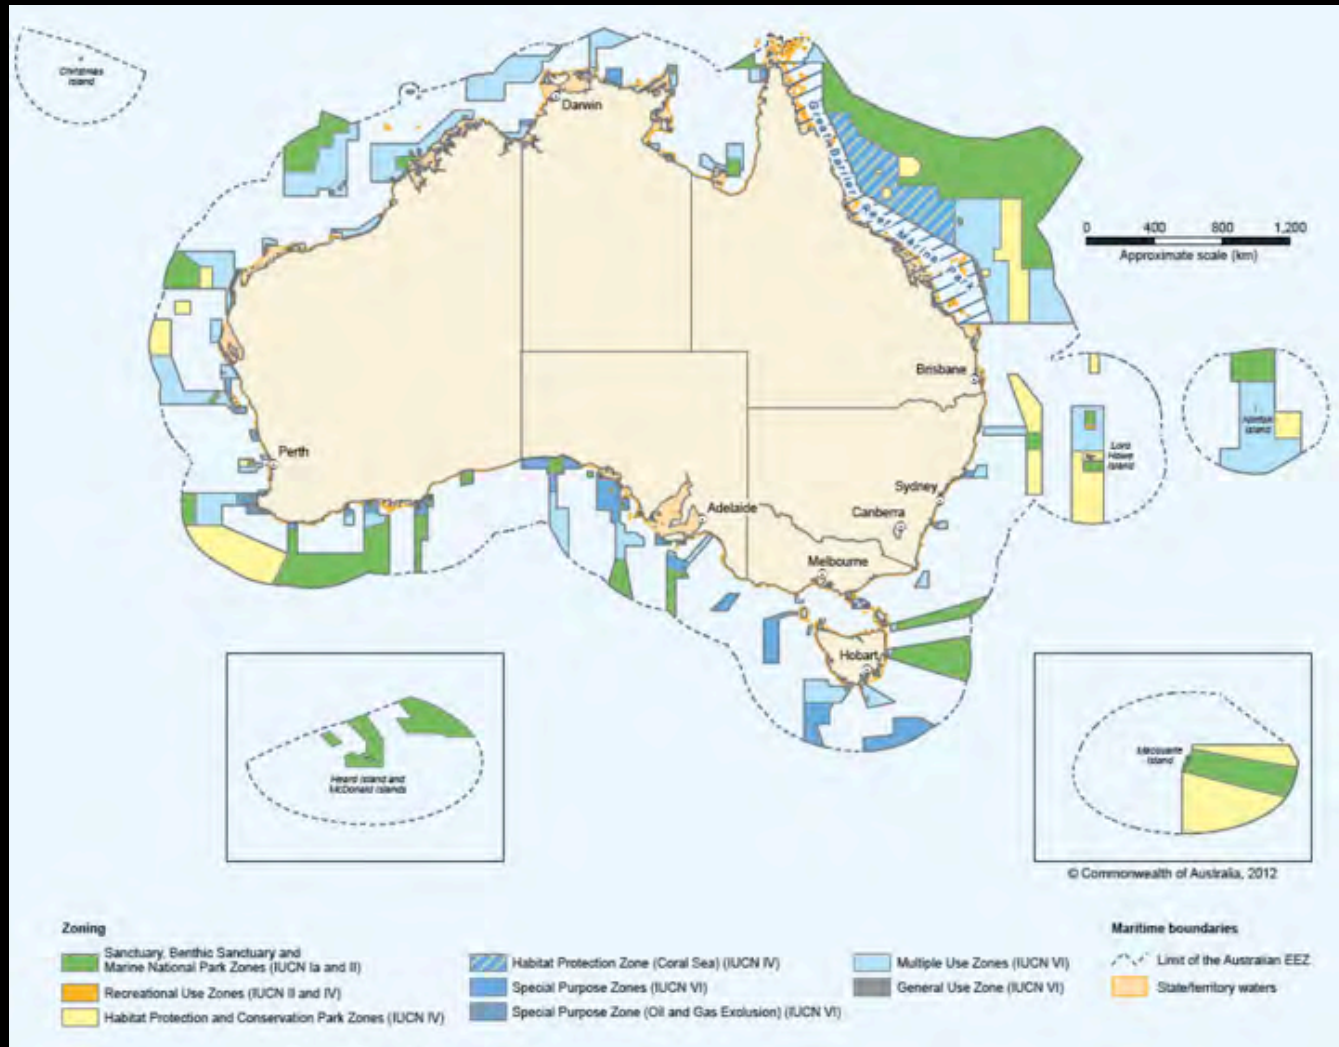 Christmas
Island
Darwin
Great Barrier Reef Marine Park
0 400 800 1,200
Approximate scale (km)
Brisbane
Norfolk
Island
Perth
Lord
Howe
Island
Sydney
Adelaide
Canberra
Melbourne
Hobart
Macquarie
Island
Heard Island and
McDonald Islands
© Commonwealth of Australia, 2012
Zoning
Sanctuary, Benthic Sanctuary and
Marine National Park Zones (IUCN Ia and II)
Recreational Use Zones (IUCN II and IV)
Habitat Protection and Conservation Park Zones (IUCN IV)
Habitat Protection Zone (Coral Sea) (IUCN IV)
Special Purpose Zones (IUCN VI)
Special Purpose Zone (Oil and Gas Exclusion) (IUCN VI)
Multiple Use Zones (IUCN VI)
General Use Zone (IUCN VI)
Maritime boundaries
Limit of the Australian EEZ
State/territory waters